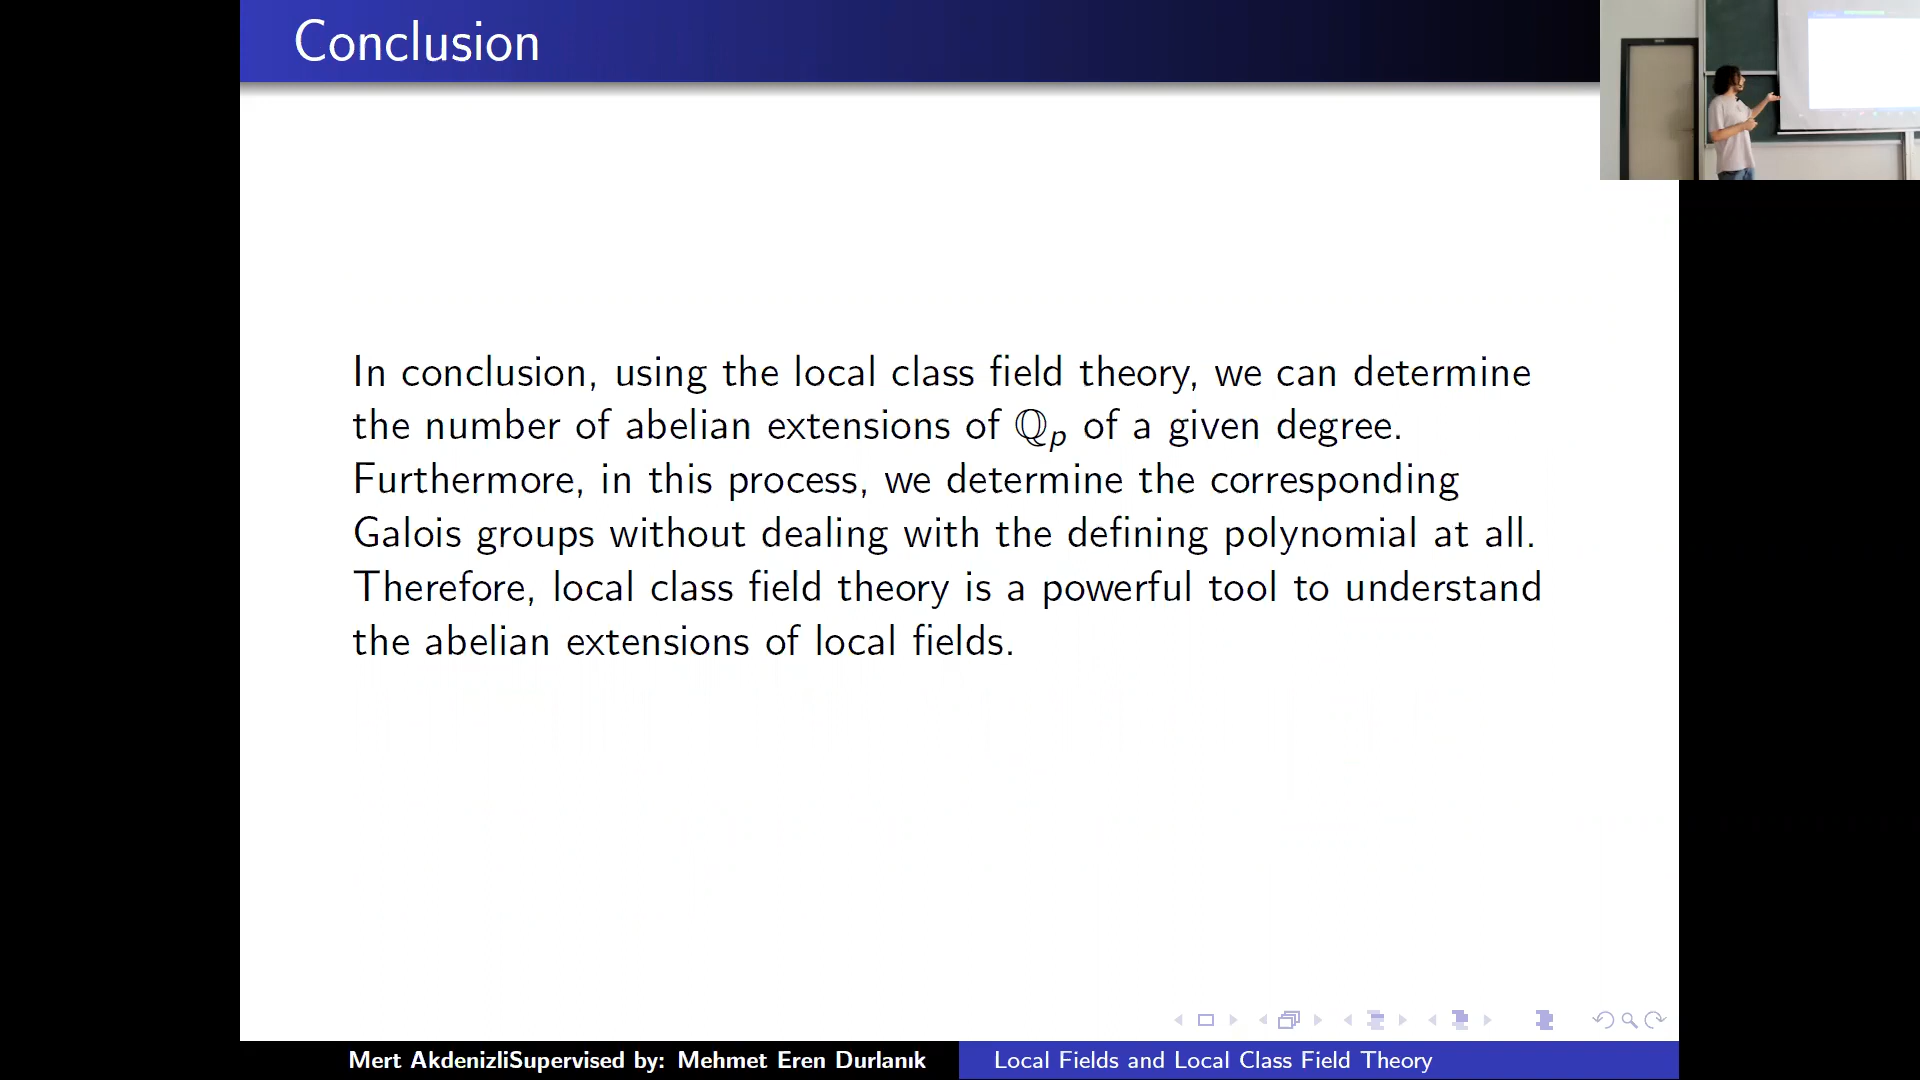 Conclusion
In conclusion, using the local class field theory, we can determine
the number of abelian extensions of ℚₚ of a given degree.
Furthermore, in this process, we determine the corresponding
Galois groups without dealing with the defining polynomial at all.
Therefore, local class field theory is a powerful tool to understand
the abelian extensions of local fields.
Mert AkdenizliSupervised by: Mehmet Eren Durlanık
Local Fields and Local Class Field Theory